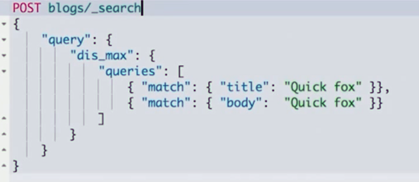 POST blogs/_search
{
    "query": {
        "dis_max": {
            "queries": [
                { "match": { "title": "Quick fox" }},
                { "match": { "body":  "Quick fox" }}
            ]
        }
    }
}